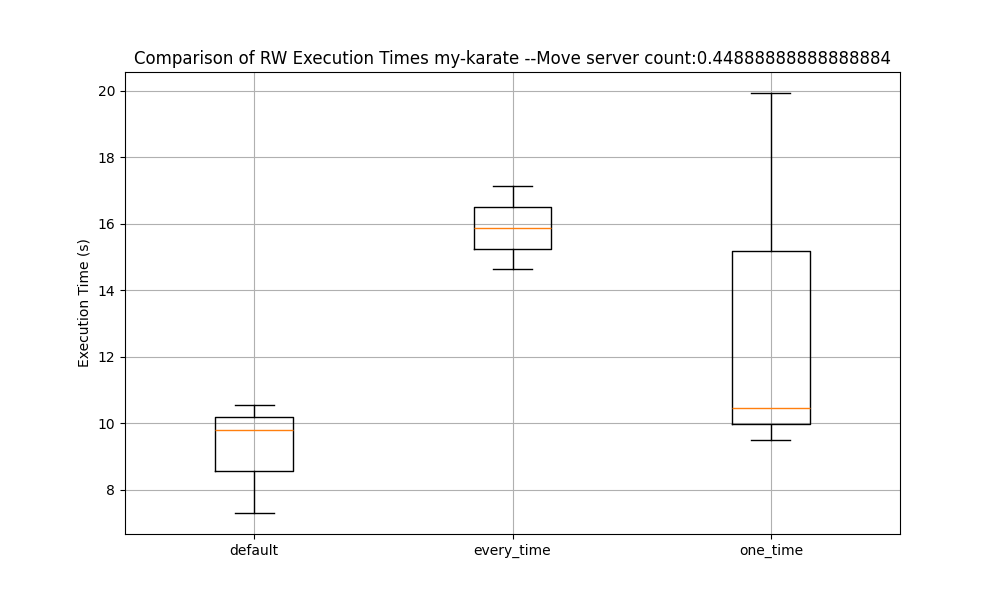 Comparison of RW Execution Times my-karate --Move server count:0.44888888888888884
20
18
16
14
12
10
8
Execution Time (s)
default
every_time
one_time